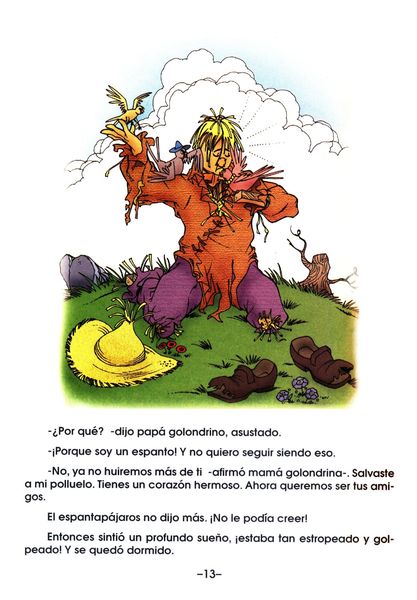 -¿Por qué? -dijo papá golondrino, asustado.
-¡Porque soy un espanto! Y no quiero seguir siendo eso.
-No, ya no huiremos más de ti -afirmó mamá golondrina-. Salvaste
a mi polluelo. Tienes un corazón hermoso. Ahora queremos ser tus ami-
gos.
El espantapájaros no dijo más. ¡No le podía creer!
Entonces sintió un profundo sueño, ¡estaba tan estropeado y gol-
peado! Y se quedó dormido.
–13–